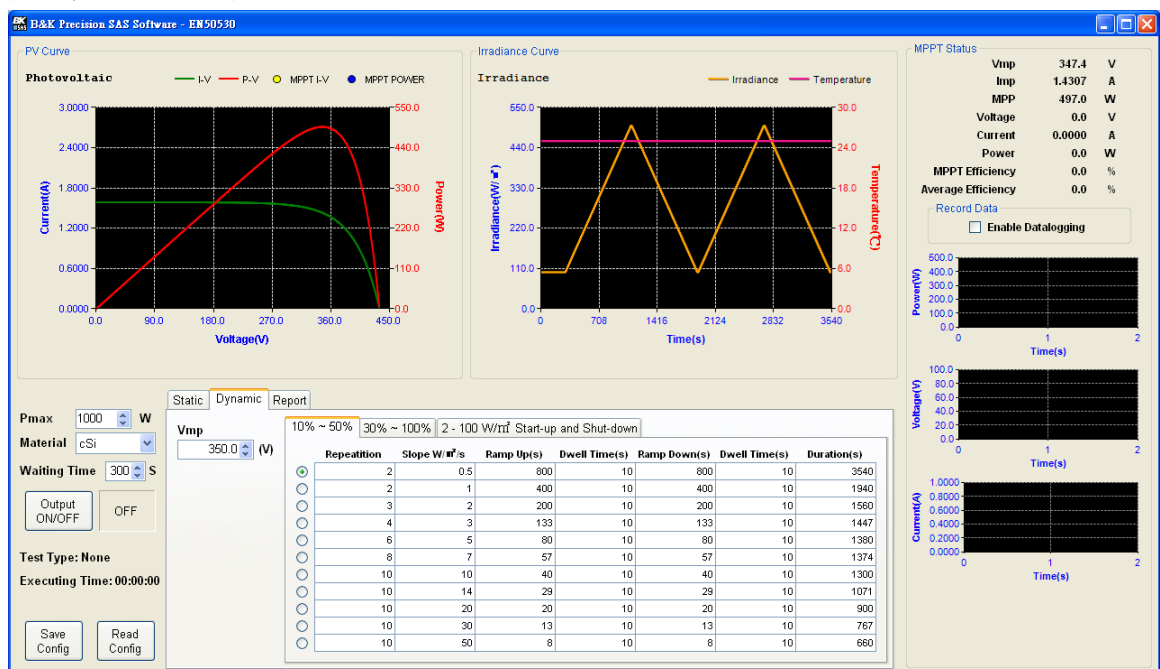 BK SAS B&K Precision SAS Software - EN50530
PV Curve
Photovoltaic I-V P-V MPPT I-V MPPT POWER
3.0000 550.0
2.4000 440.0
1.8000 330.0
1.2000 220.0
0.6000 110.0
0.0000 0.0
Current(A)
Power(W)
0.0 90.0 180.0 270.0 360.0 450.0
Voltage(V)
Irradiance Curve
Irradiance Irradiance Temperature
550.0 30.0
440.0 24.0
330.0 18.0
220.0 12.0
110.0 6.0
0.0 0.0
Irradiance(W/㎡)
Temperature(℃)
0 708 1416 2124 2832 3540
Time(s)
MPPT Status
Vmp 347.4 V
Imp 1.4307 A
MPP 497.0 W
Voltage 0.0 V
Current 0.0000 A
Power 0.0 W
MPPT Efficiency 0.0 %
Average Efficiency 0.0 %
Record Data
Enable Datalogging
Power(W)
500.0
400.0
300.0
200.0
100.0
0.0
0 1 2
Time(s)
Voltage(V)
100.0
80.0
60.0
40.0
20.0
0.0
0 1 2
Time(s)
Current(A)
1.0000
0.8000
0.6000
0.4000
0.2000
0.0000
0 1 2
Time(s)
Pmax 1000 W
Material cSi
Waiting Time 300 S
Output ON/OFF OFF
Test Type: None
Executing Time: 00:00:00
Save Config Read Config
Static Dynamic Report
Vmp
350.0 (V)
10% ~ 50% 30% ~ 100% 2 - 100 W/㎡ Start-up and Shut-down
Repeatition Slope W/㎡/s Ramp Up(s) Dwell Time(s) Ramp Down(s) Dwell Time(s) Duration(s)
2 0.5 800 10 800 10 3540
2 1 400 10 400 10 1940
3 2 200 10 200 10 1560
4 3 133 10 133 10 1447
6 5 80 10 80 10 1380
8 7 57 10 57 10 1374
10 10 40 10 40 10 1300
10 14 29 10 29 10 1071
10 20 20 10 20 10 900
10 30 13 10 13 10 767
10 50 8 10 8 10 660